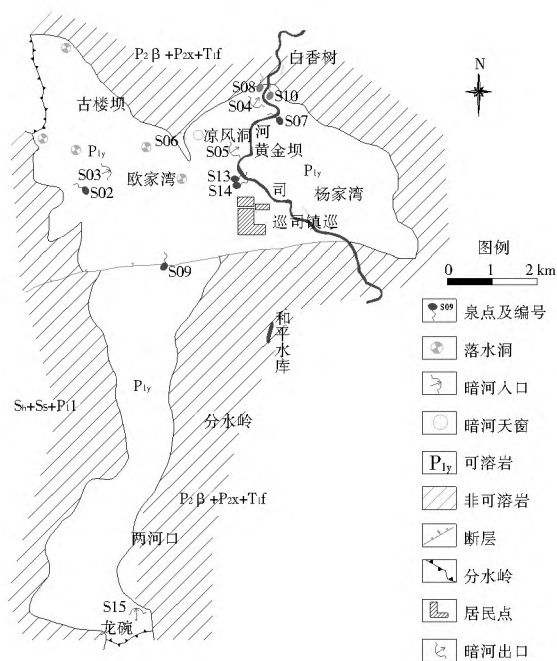 P₂β+P₂x+T₁f
白香树
N
S08
S10
S04
S07
古楼坝
S06
凉风洞
河
S05
黄金坝
P₁y
P₁y
S03
S02
欧家湾
S13
S14
司
杨家湾
巡司镇巡
S09
图例
0 1 2 km
和平水库
P₁y
Sh+Ss+P₁l
分水岭
P₂β+P₂x+T₁f
两河口
S15
龙碗
S09 泉点及编号
落水洞
暗河入口
暗河天窗
P₁y 可溶岩
非可溶岩
断层
分水岭
居民点
暗河出口